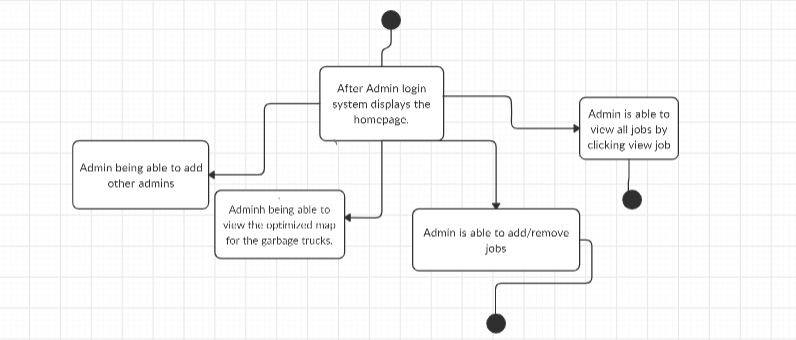 After Admin login
system displays the
homepage.
Admin is able to
view all jobs by
clicking view job
Admin being able to add
other admins
Adminh being able to
view the optimized map
for the garbage trucks.
Admin is able to add/remove
jobs